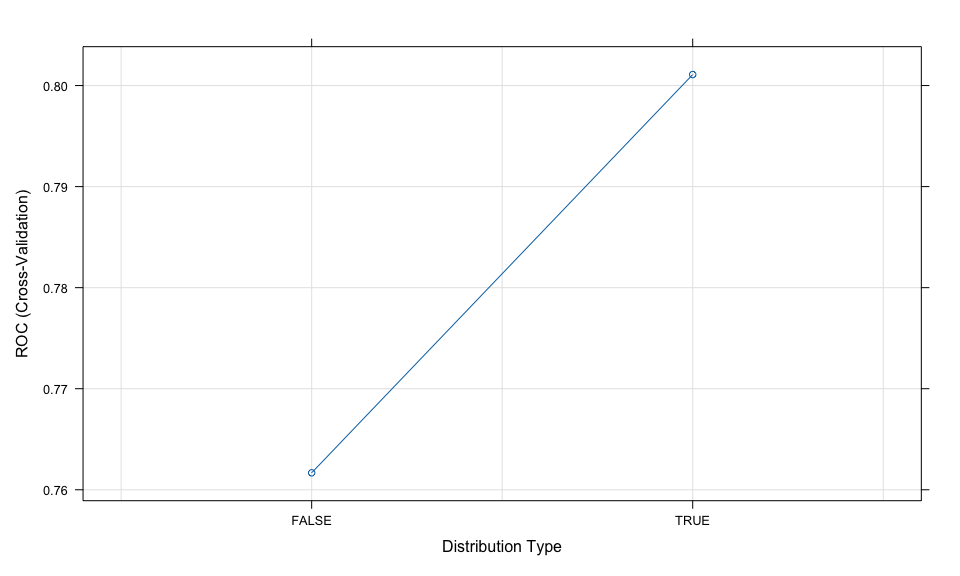 0.80
0.79
0.78
0.77
0.76
ROC (Cross-Validation)
FALSE
TRUE
Distribution Type